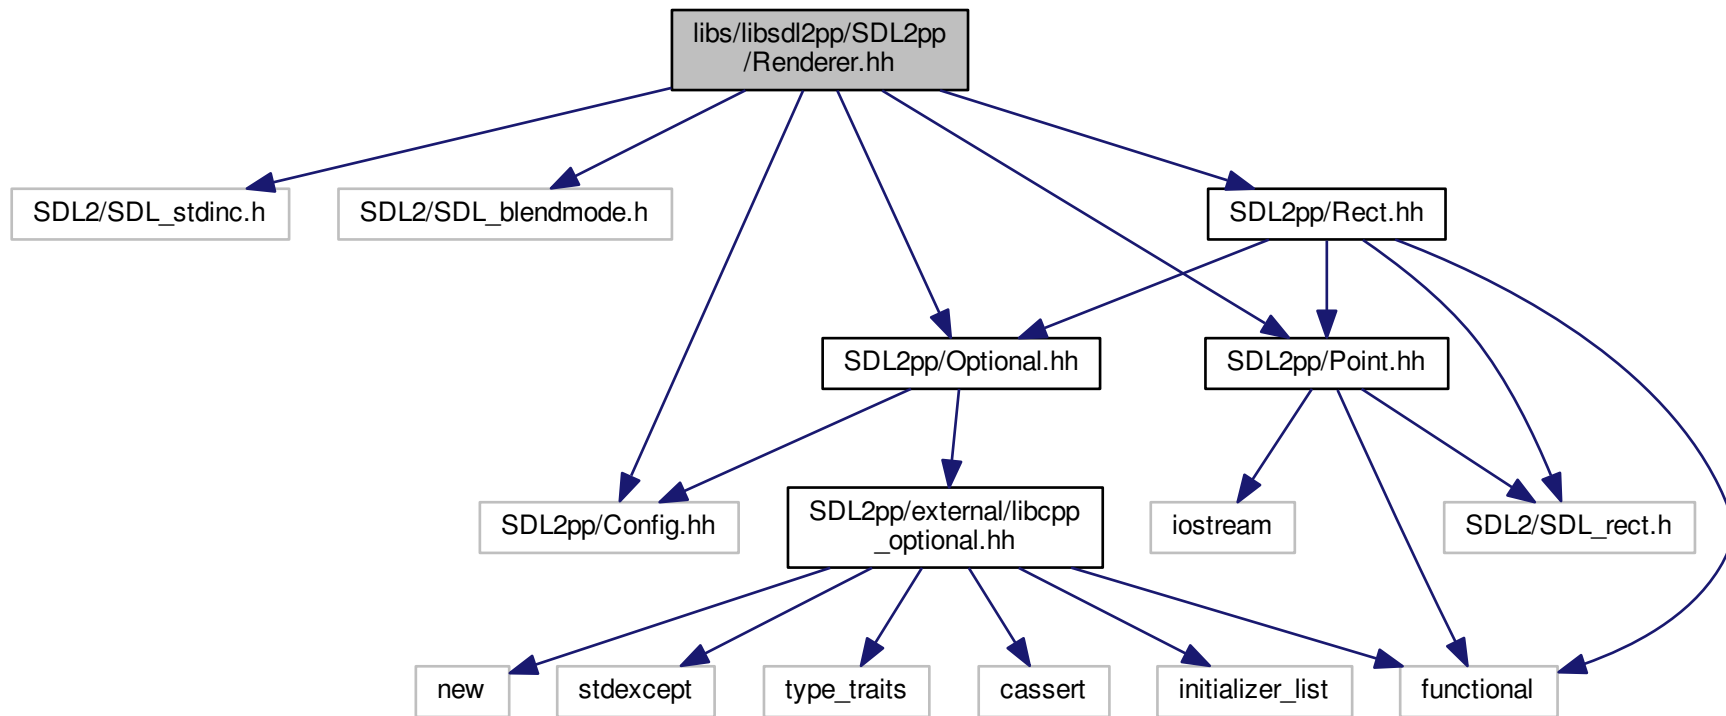 libs/libsdl2pp/SDL2pp
/Renderer.hh
SDL2/SDL_stdinc.h
SDL2/SDL_blendmode.h
SDL2pp/Rect.hh
SDL2pp/Optional.hh
SDL2pp/Point.hh
SDL2pp/Config.hh
SDL2pp/external/libcpp
_optional.hh
iostream
SDL2/SDL_rect.h
new
stdexcept
type_traits
cassert
initializer_list
functional